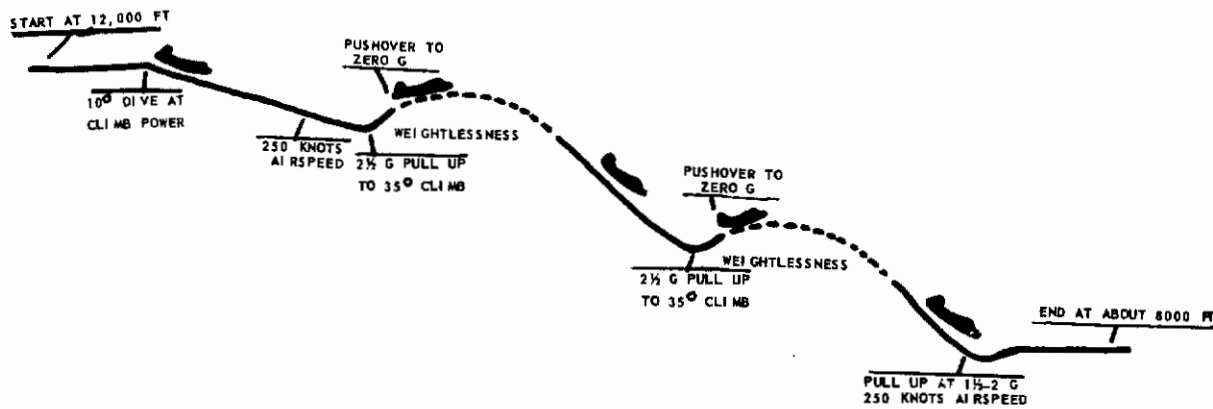 START AT 12,000 FT
10° DIVE AT
CLIMB POWER
250 KNOTS
AIRSPEED
PUSHOVER TO
ZERO G
WEIGHTLESSNESS
2½ G PULL UP
TO 35° CLIMB
PUSHOVER TO
ZERO G
WEIGHTLESSNESS
2½ G PULL UP
TO 35° CLIMB
END AT ABOUT 8000 FT
PULL UP AT 1½-2 G
250 KNOTS AIRSPEED